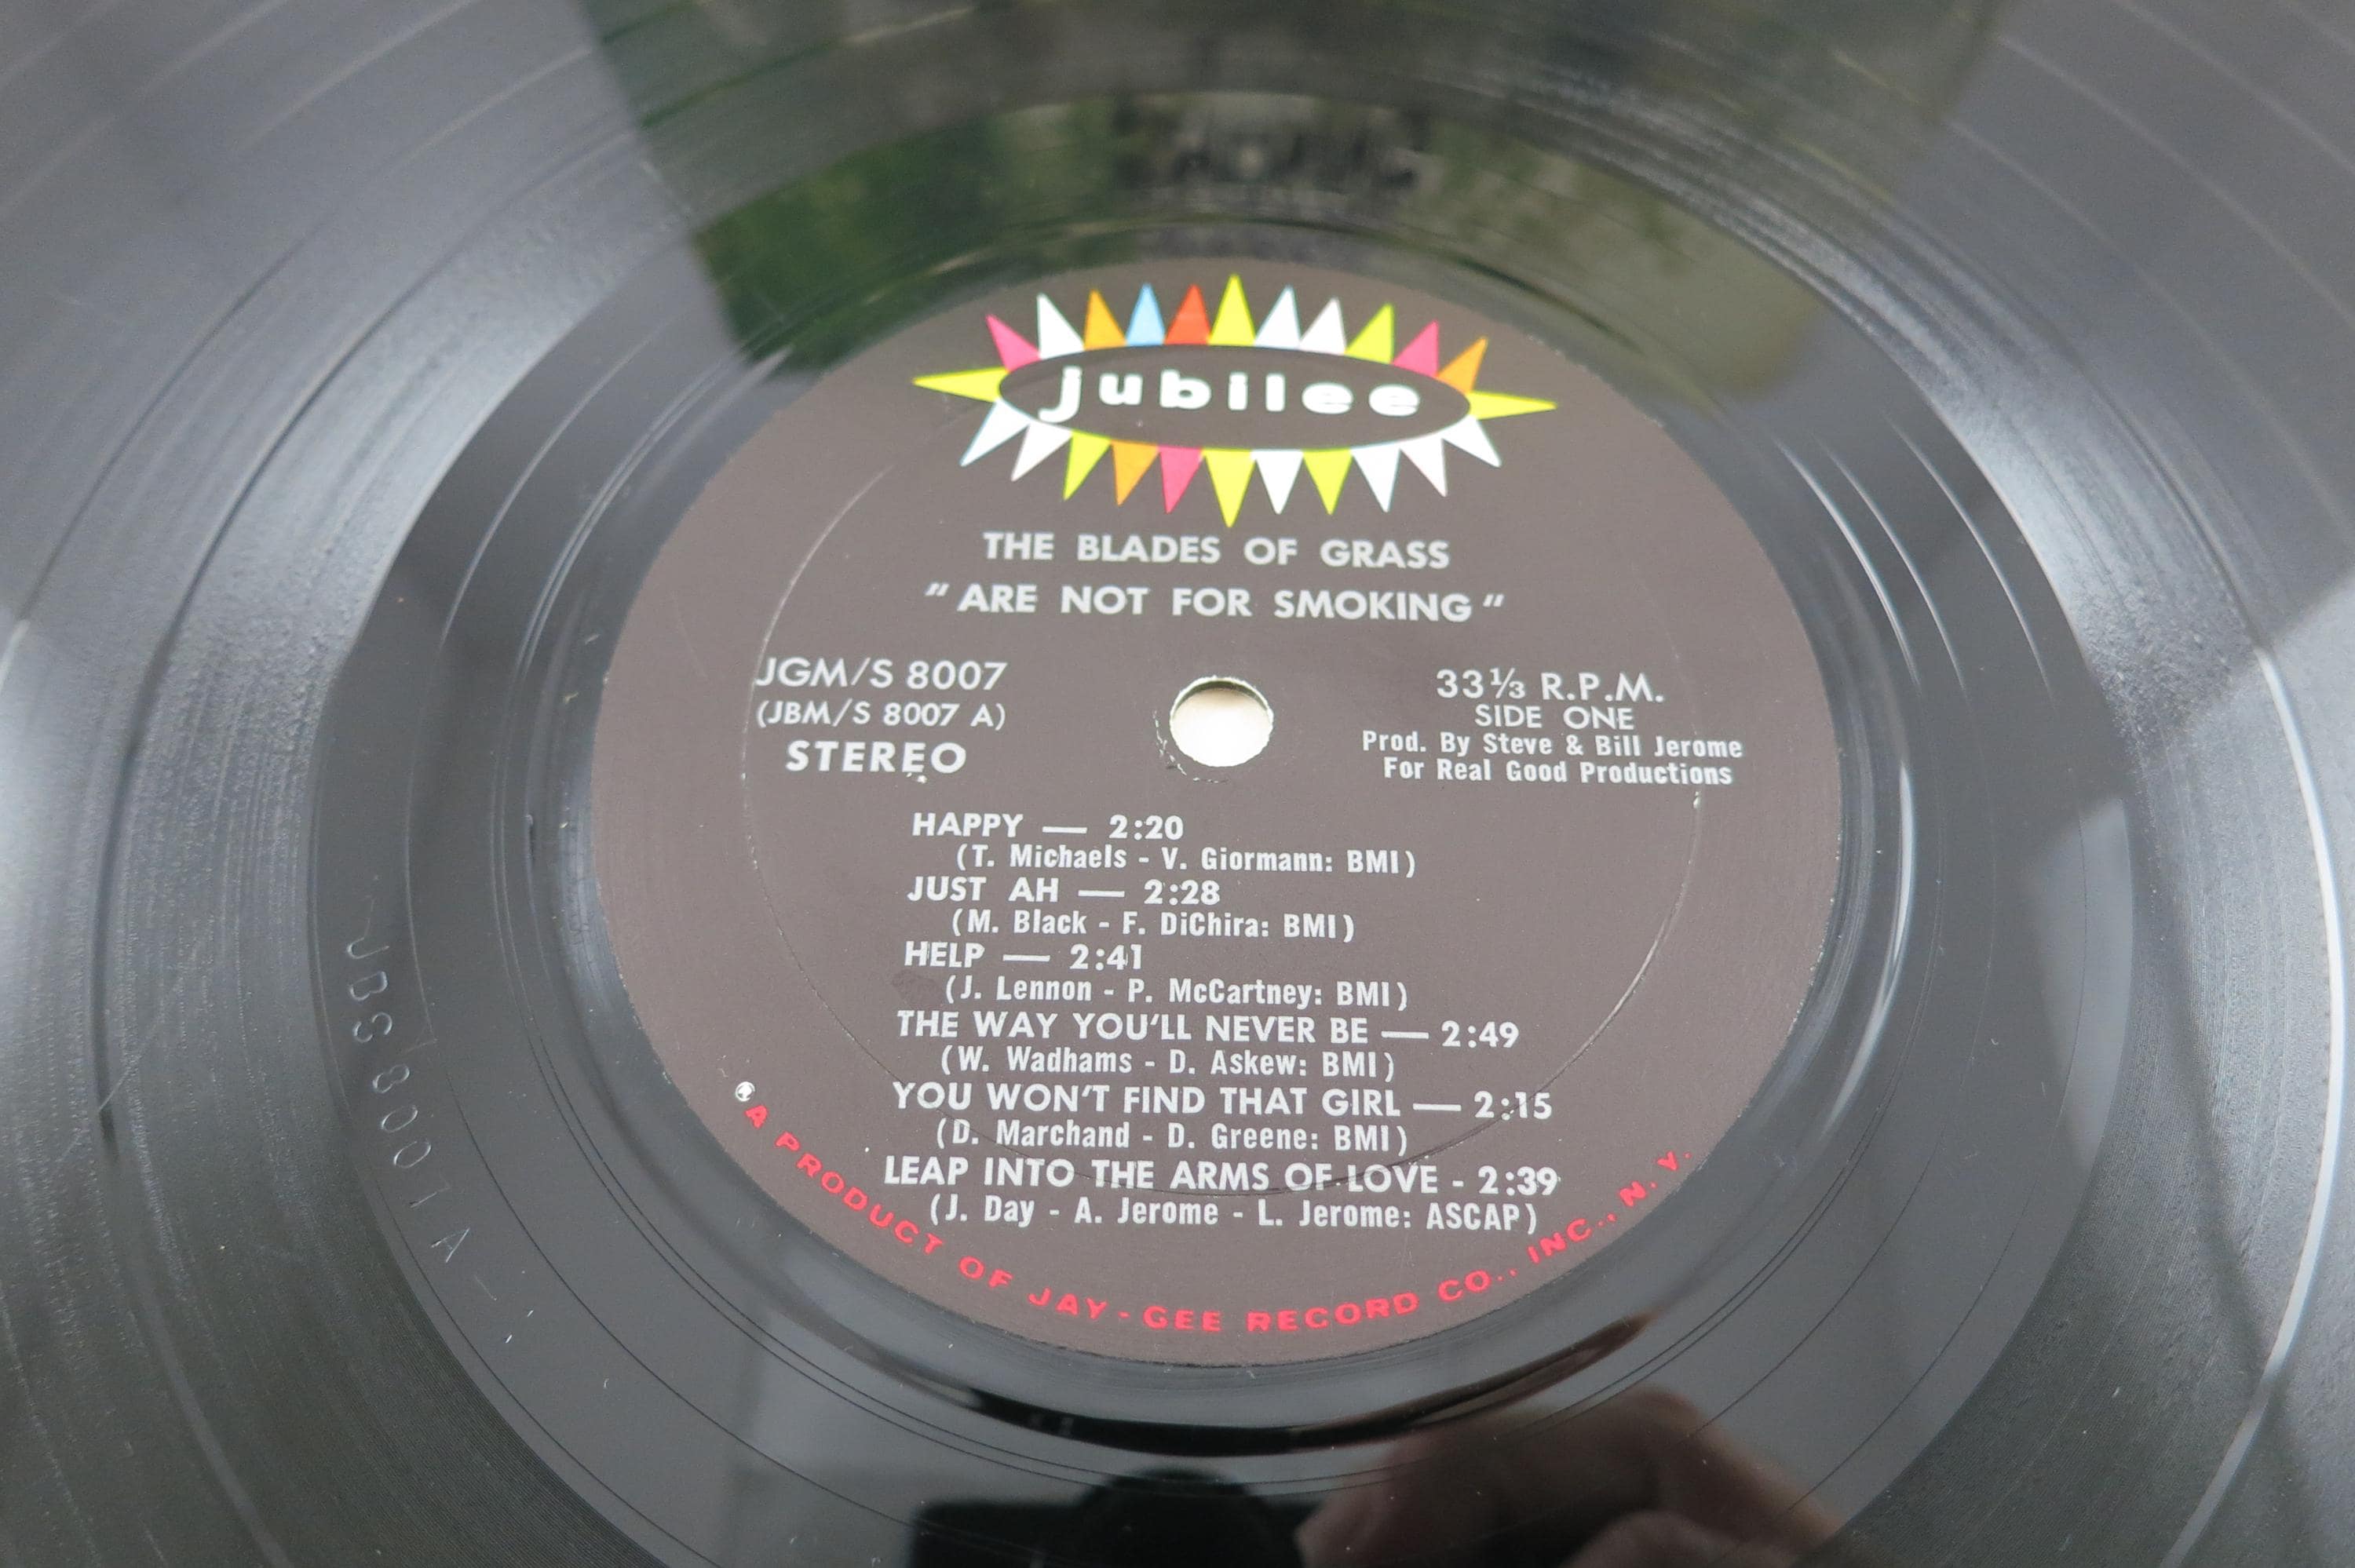 jubilee
THE BLADES OF GRASS
"ARE NOT FOR SMOKING"
JGM/S 8007
(JBM/S 8007 A)
STEREO
33⅓ R.P.M.
SIDE ONE
Prod. By Steve & Bill Jerome
For Real Good Productions
HAPPY — 2:20
(T. Michaels - V. Giormann: BMI)
JUST AH — 2:28
(M. Black - F. DiChira: BMI)
HELP — 2:41
(J. Lennon - P. McCartney: BMI)
THE WAY YOU'LL NEVER BE — 2:49
(W. Wadhams - D. Askew: BMI)
YOU WON'T FIND THAT GIRL — 2:15
(D. Marchand - D. Greene: BMI)
LEAP INTO THE ARMS OF LOVE - 2:39
(J. Day - A. Jerome - L. Jerome: ASCAP)
A PRODUCT OF JAY-GEE RECORD CO., INC., N. Y.